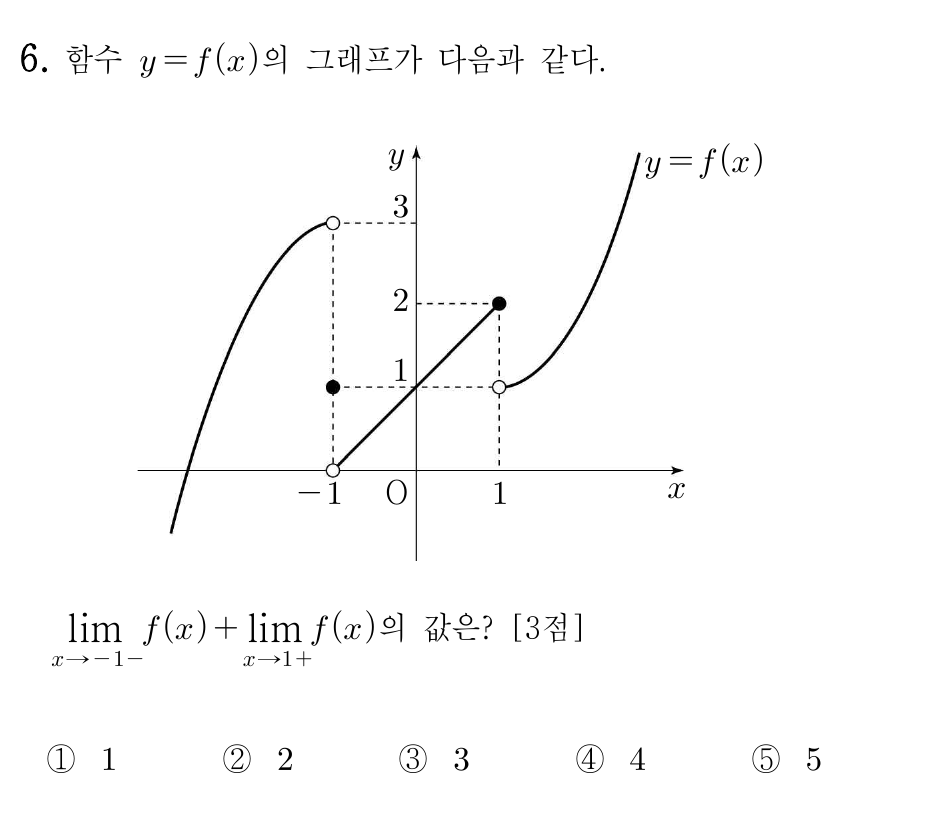 6. 함수 y=f(x)의 그래프가 다음과 같다.
y
y=f(x)
3
2
1
-1
O
1
x
lim f(x)+lim f(x)의 값은? [3점]
x→-1- x→1+
① 1 ② 2 ③ 3 ④ 4 ⑤ 5